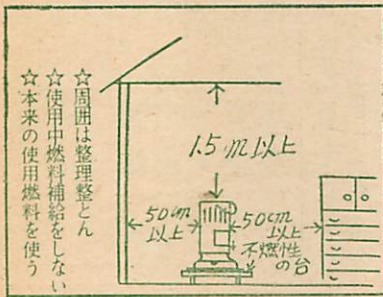 ☆周囲は整理整とん
☆使用中燃料補給をしない
☆本来の使用燃料を使う
1.5m以上
50cm
以上
50cm
以上
不燃性
の台